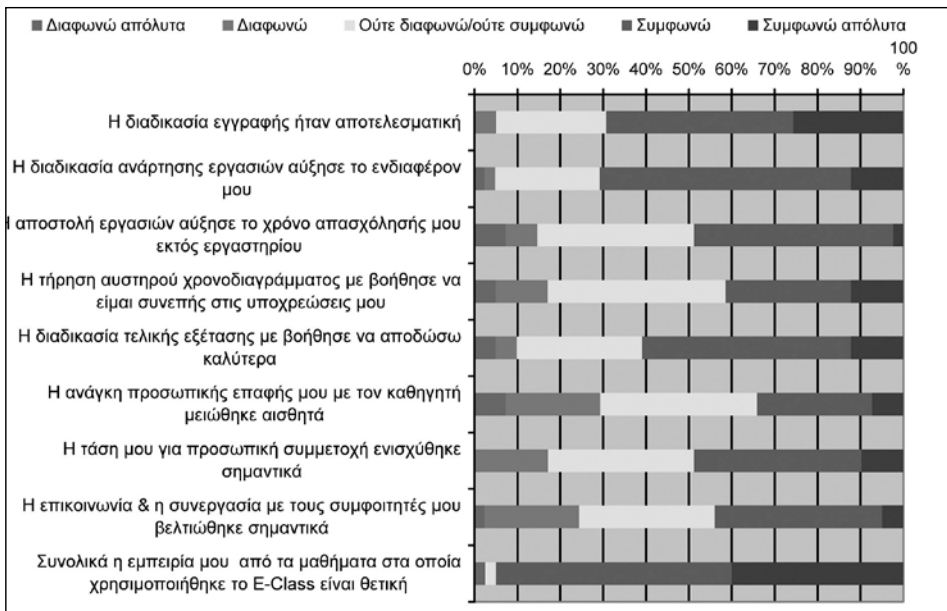 Διαφωνώ απόλυτα Διαφωνώ Ούτε διαφωνώ/ούτε συμφωνώ Συμφωνώ Συμφωνώ απόλυτα
0% 10% 20% 30% 40% 50% 60% 70% 80% 90% 100 %
Η διαδικασία εγγραφής ήταν αποτελεσματική
Η διαδικασία ανάρτησης εργασιών αύξησε το ενδιαφέρον
μου
Η αποστολή εργασιών αύξησε το χρόνο απασχόλησής μου
εκτός εργαστηρίου
Η τήρηση αυστηρού χρονοδιαγράμματος με βοήθησε να
είμαι συνεπής στις υποχρεώσεις μου
Η διαδικασία τελικής εξέτασης με βοήθησε να αποδώσω
καλύτερα
Η ανάγκη προσωπικής επαφής μου με τον καθηγητή
μειώθηκε αισθητά
Η τάση μου για προσωπική συμμετοχή ενισχύθηκε
σημαντικά
Η επικοινωνία & η συνεργασία με τους συμφοιτητές μου
βελτιώθηκε σημαντικά
Συνολικά η εμπειρία μου από τα μαθήματα στα οποία
χρησιμοποιήθηκε το E-Class είναι θετική